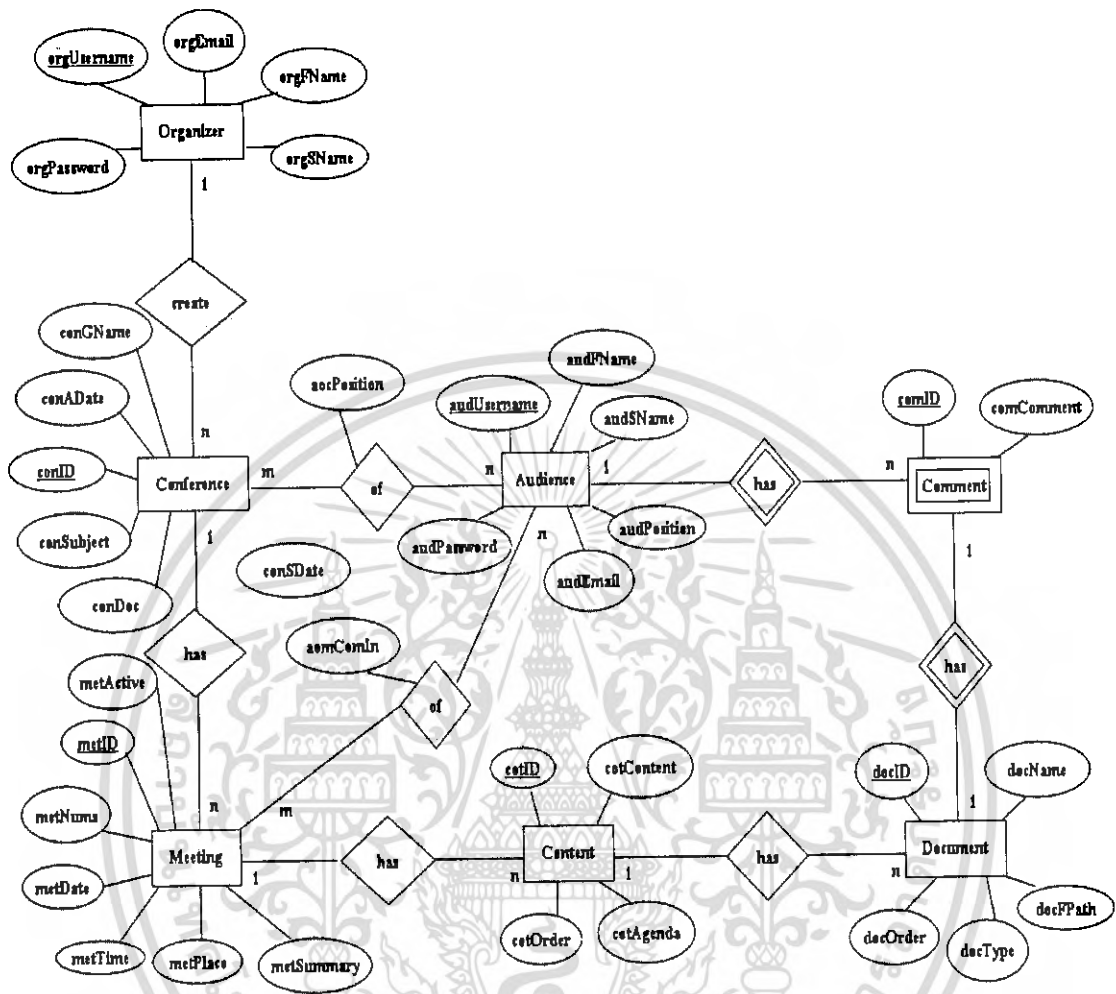 orgEmail
orgUsername
orgFName
Organizer
orgPassword
orgSName
1
create
conGName
andFName
aocPosition
conADate
audUsername
comID
comComment
audSName
n
conID
Conference
m
of
n
Audience
1
has
n
Comment
conSubject
1
audPassword
n
audPosition
1
conSDate
audEmail
conDoc
has
aomComIn
has
metActive
of
metID
cotID
cotContent
docID
docName
metNums
n
m
1
Meeting
1
has
n
Content
1
has
n
Document
metDate
docFPath
cotOrder
cotAgenda
docOrder
metTime
metPlace
metSummary
docType